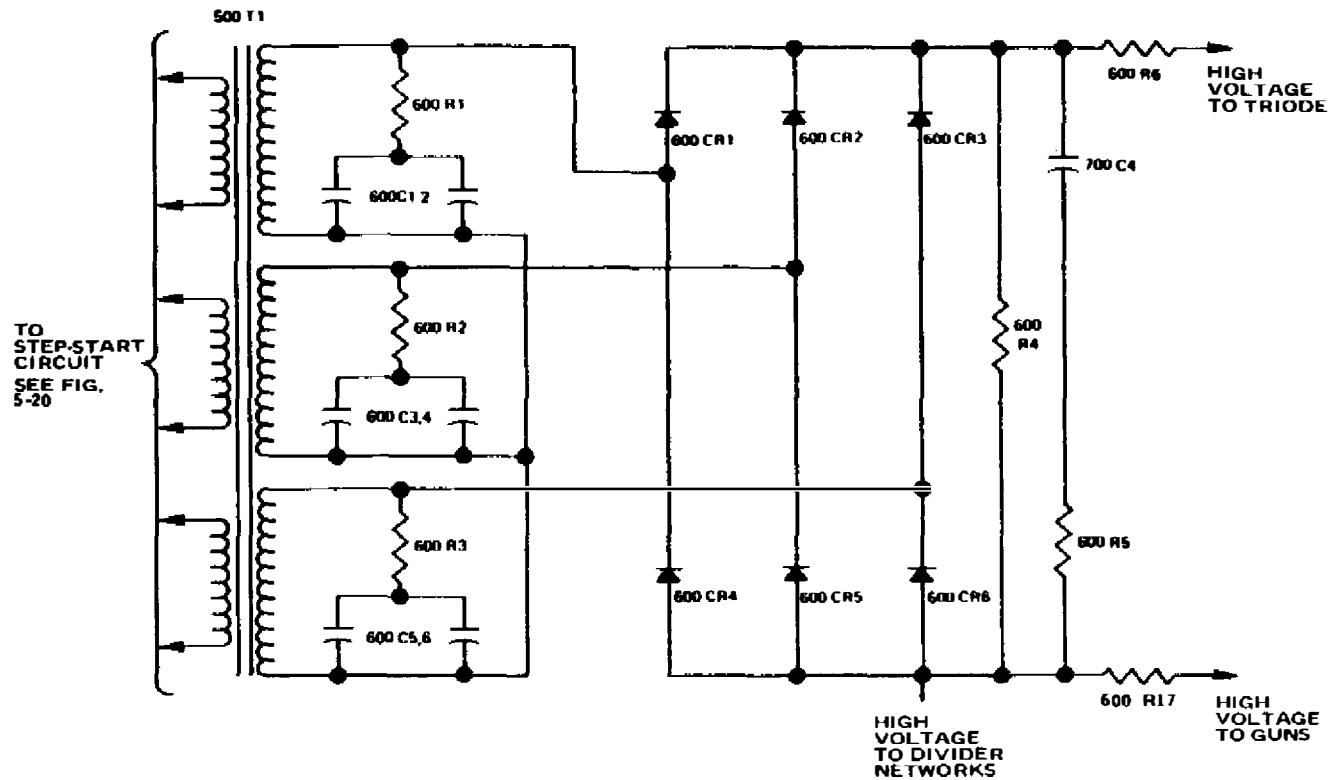 500 T1
600 R1
600C1 2
600 R2
600 C3,4
600 R3
600 C5,6
TO
STEP-START
CIRCUIT
SEE FIG.
5-20
600 CR1
600 CR2
600 CR3
600 CR4
600 CR5
600 CR6
600
R4
700 C4
600 R5
600 R6
HIGH
VOLTAGE
TO TRIODE
600 R17
HIGH
VOLTAGE
TO GUNS
HIGH
VOLTAGE
TO DIVIDER
NETWORKS